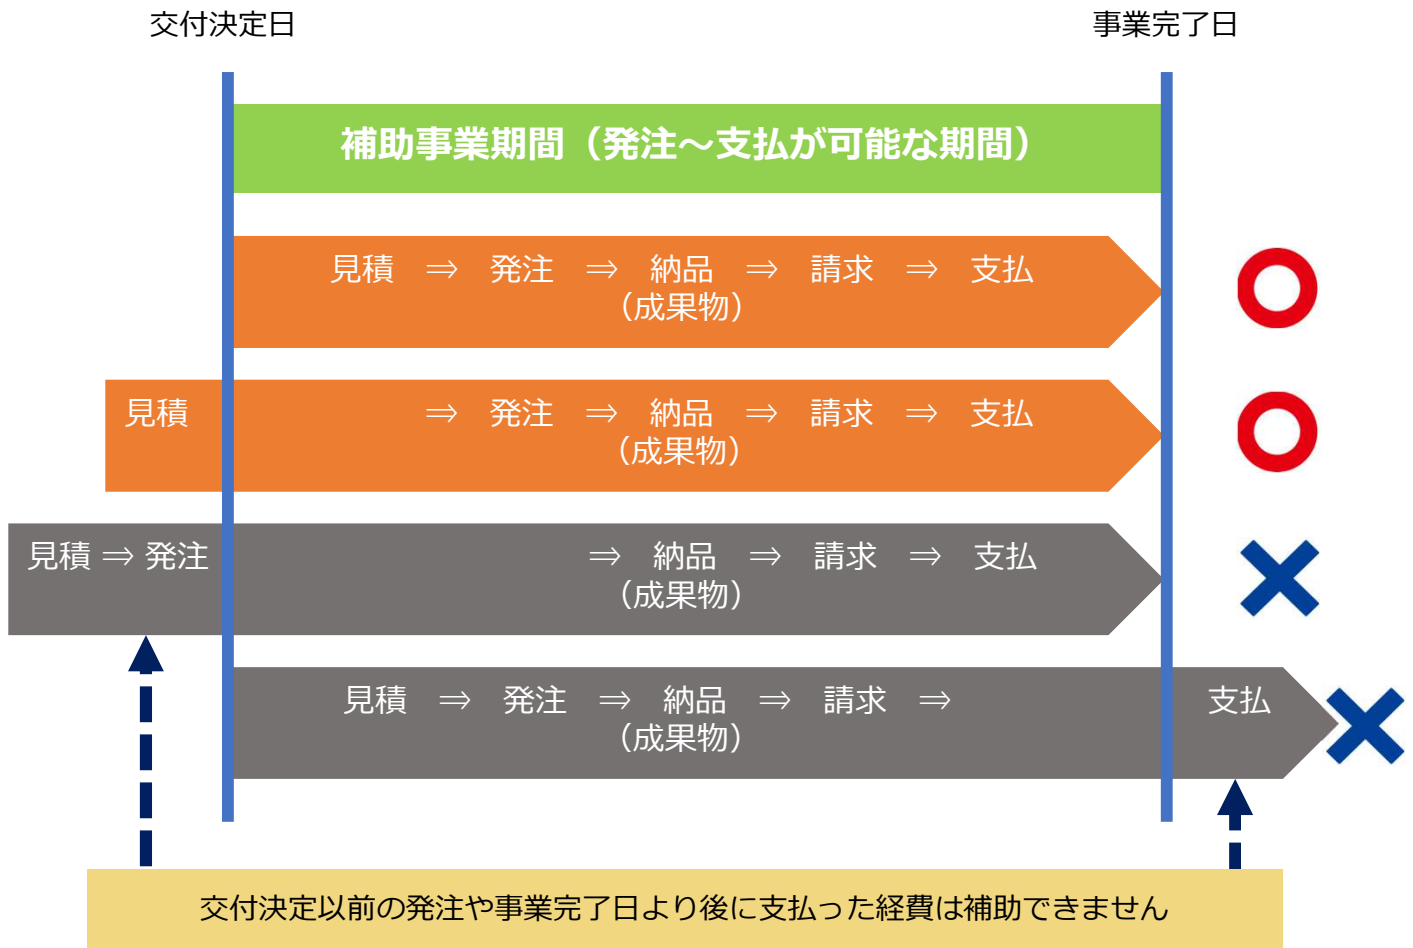 交付決定日
事業完了日
補助事業期間（発注～支払が可能な期間）
見積 ⇒ 発注 ⇒ 納品 ⇒ 請求 ⇒ 支払
（成果物）
見積 ⇒ 発注 ⇒ 納品 ⇒ 請求 ⇒ 支払
（成果物）
見積 ⇒ 発注 ⇒ 納品 ⇒ 請求 ⇒ 支払
（成果物）
見積 ⇒ 発注 ⇒ 納品 ⇒ 請求 ⇒ 支払
（成果物）
交付決定以前の発注や事業完了日より後に支払った経費は補助できません